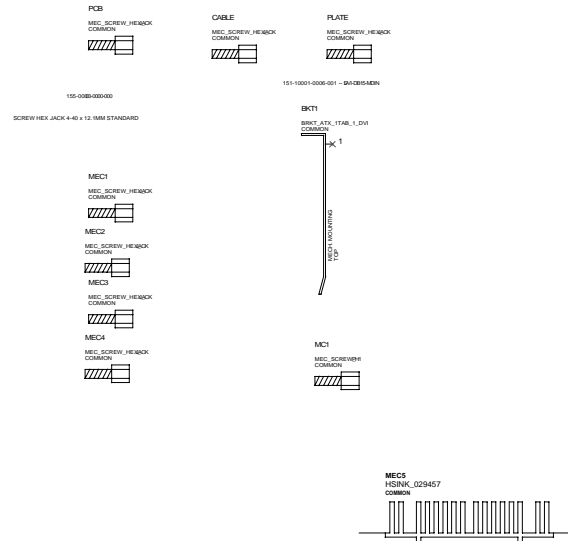 PCB
MEC_SCREW_HEXJACK
COMMON
CABLE
MEC_SCREW_HEXJACK
COMMON
PLATE
MEC_SCREW_HEXJACK
COMMON
SCREW HEX JACK 4-40 x 12.1MM STANDARD
BKT1
BRKT_ATX_1TAB_1_DVI
COMMON
1
MECH. MOUNTING
TOP
MEC1
MEC_SCREW_HEXJACK
COMMON
MEC2
MEC_SCREW_HEXJACK
COMMON
MEC3
MEC_SCREW_HEXJACK
COMMON
MEC4
MEC_SCREW_HEXJACK
COMMON
MC1
COMMON
MEC5
HSINK_029457
COMMON